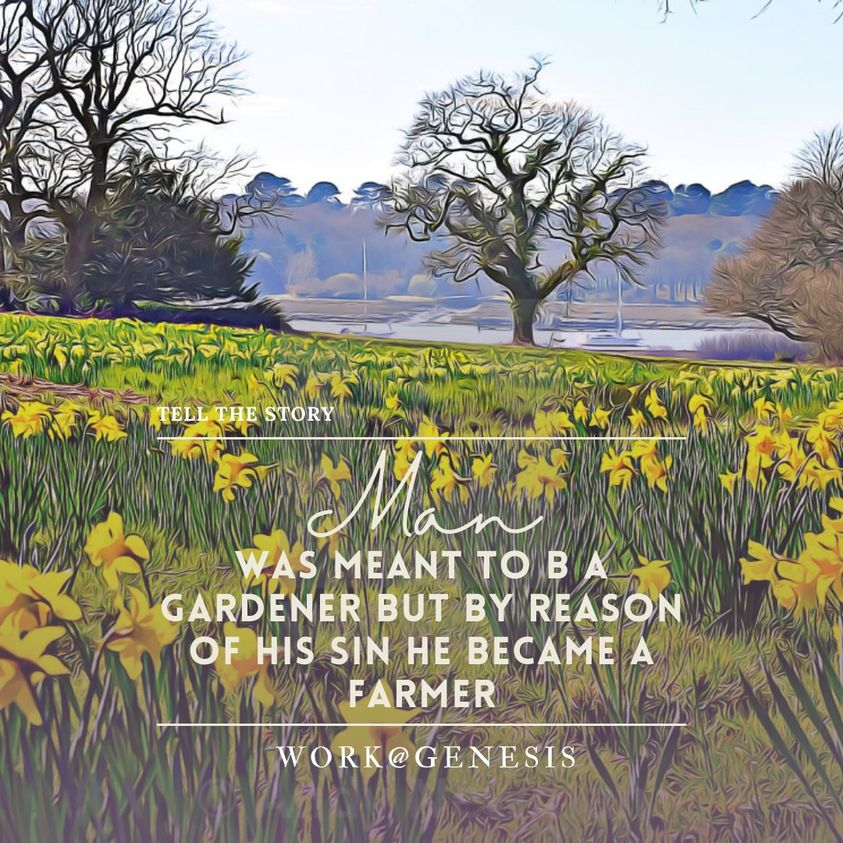 TELL THE STORY
Man
WAS MEANT TO B A
GARDENER BUT BY REASON
OF HIS SIN HE BECAME A
FARMER
WORK@GENESIS